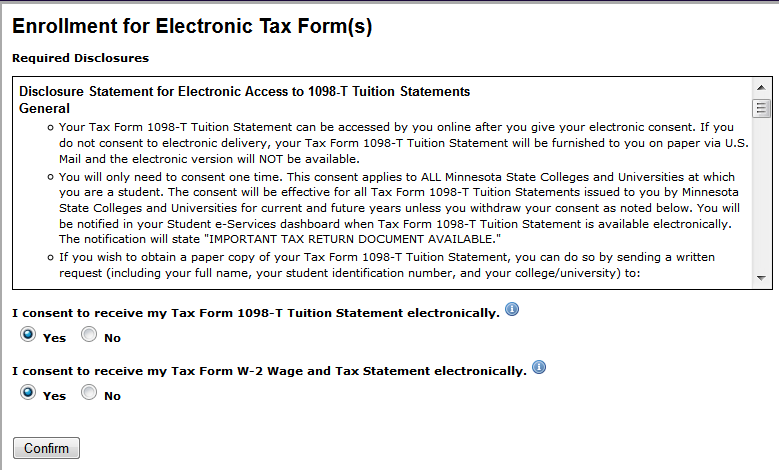 Enrollment for Electronic Tax Form(s)
Required Disclosures
Disclosure Statement for Electronic Access to 1098-T Tuition Statements
General
Your Tax Form 1098-T Tuition Statement can be accessed by you online after you give your electronic consent. If you
do not consent to electronic delivery, your Tax Form 1098-T Tuition Statement will be furnished to you on paper via U.S.
Mail and the electronic version will NOT be available.
You will only need to consent one time. This consent applies to ALL Minnesota State Colleges and Universities at which
you are a student. The consent will be effective for all Tax Form 1098-T Tuition Statements issued to you by Minnesota
State Colleges and Universities for current and future years unless you withdraw your consent as noted below. You will
be notified in your Student e-Services dashboard when Tax Form 1098-T Tuition Statement is available electronically.
The notification will state "IMPORTANT TAX RETURN DOCUMENT AVAILABLE."
If you wish to obtain a paper copy of your Tax Form 1098-T Tuition Statement, you can do so by sending a written
request (including your full name, your student identification number, and your college/university) to:
I consent to receive my Tax Form 1098-T Tuition Statement electronically.
Yes No
I consent to receive my Tax Form W-2 Wage and Tax Statement electronically.
Yes No
Confirm